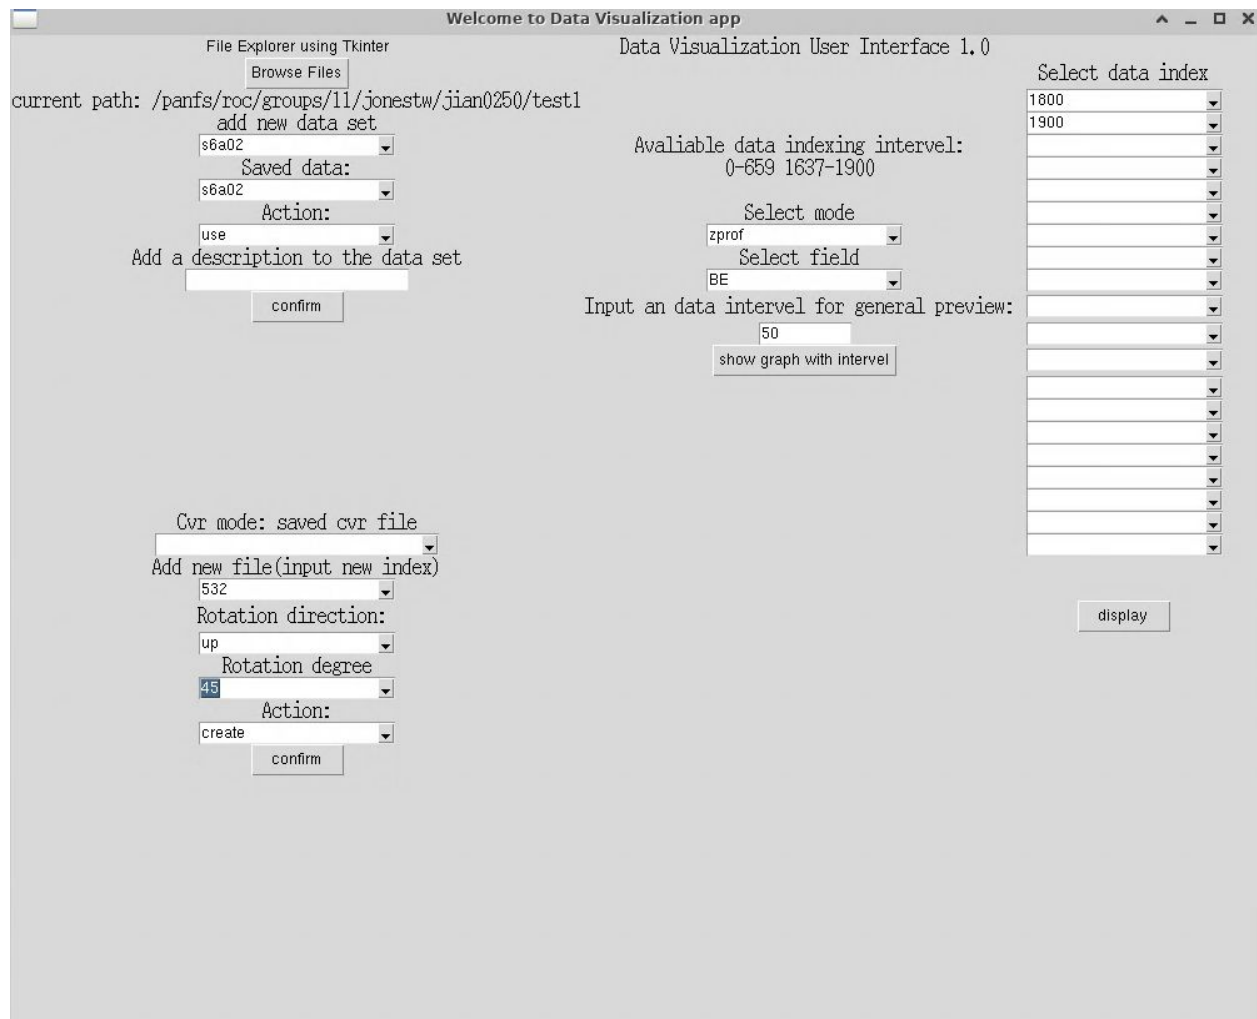 Welcome to Data Visualization app
File Explorer using Tkinter
Browse Files
current path: /panfs/roc/groups/11/jonestw/jian0250/test1
add new data set
s6a02
Saved data:
s6a02
Action:
use
Add a description to the data set
confirm
Cvr mode: saved cvr file
Add new file(input new index)
532
Rotation direction:
up
Rotation degree
45
Action:
create
confirm
Data Visualization User Interface 1.0
Avaliable data indexing intervel:
0-659 1637-1900
Select mode
zprof
Select field
BE
Input an data intervel for general preview:
50
show graph with intervel
Select data index
1800
1900
display